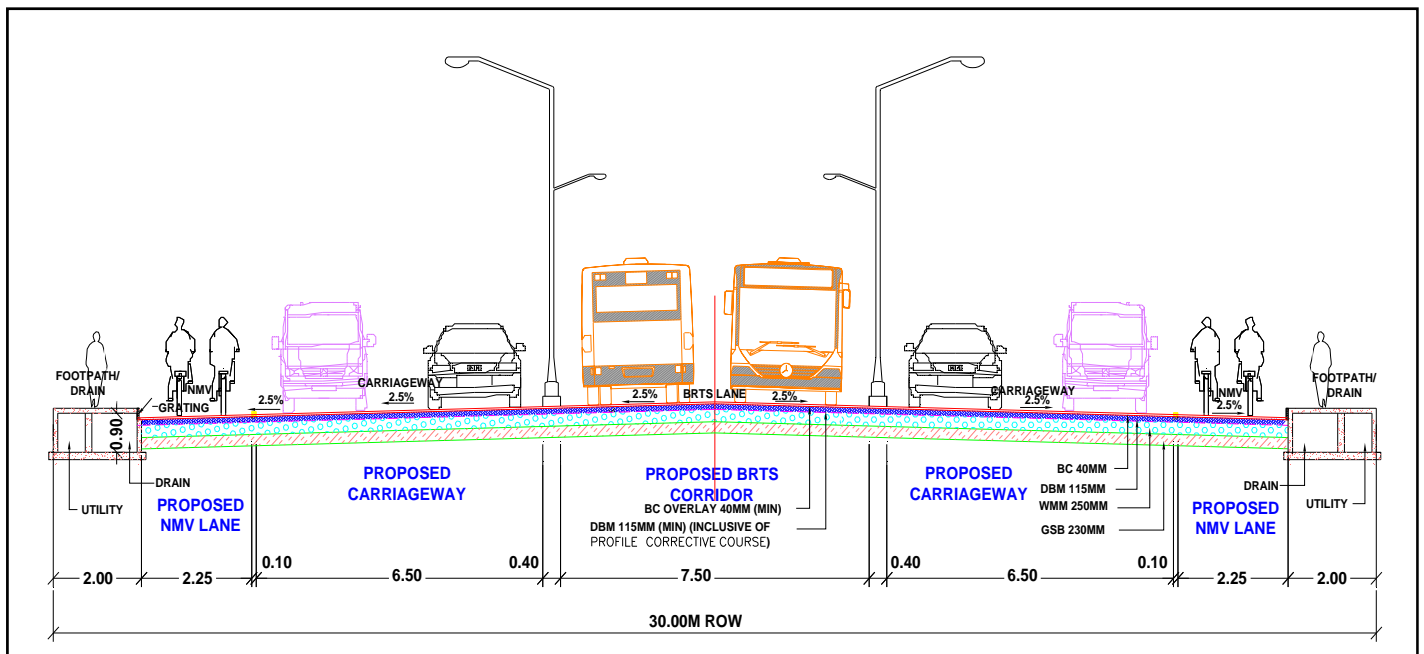 FOOTPATH/
DRAIN
NMV
GRATING
0.90
2.5%
CARRIAGEWAY
2.5%
2.5%
BRTS LANE
2.5%
CARRIAGEWAY
2.5%
NMV
2.5%
FOOTPATH/
DRAIN
UTILITY
DRAIN
PROPOSED
NMV LANE
PROPOSED
CARRIAGEWAY
PROPOSED BRTS
CORRIDOR
BC OVERLAY 40MM (MIN)
DBM 115MM (MIN) (INCLUSIVE OF
PROFILE CORRECTIVE COURSE)
PROPOSED
CARRIAGEWAY
BC 40MM
DBM 115MM
WMM 250MM
GSB 230MM
PROPOSED
NMV LANE
DRAIN
UTILITY
2.00
2.25
0.10
6.50
0.40
7.50
0.40
6.50
0.10
2.25
2.00
30.00M ROW